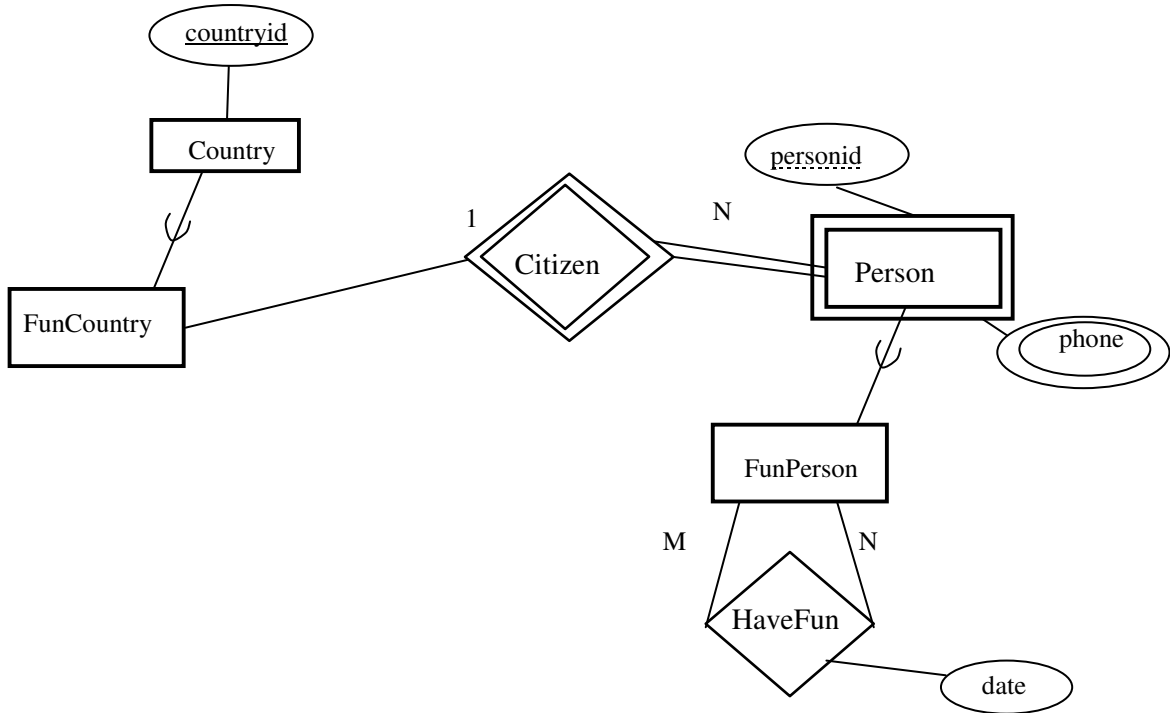 countryid
Country
personid
1
N
Citizen
Person
FunCountry
phone
FunPerson
M
N
HaveFun
date